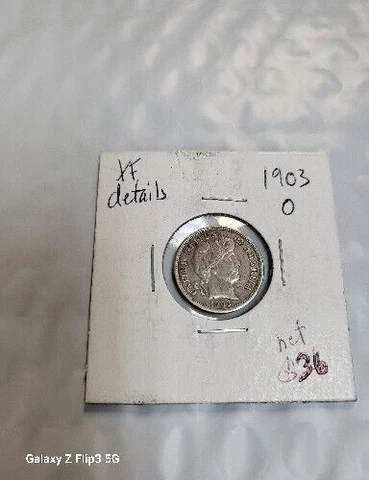 XF
details
1903
O
net
$36
Galaxy Z Flip3 5G